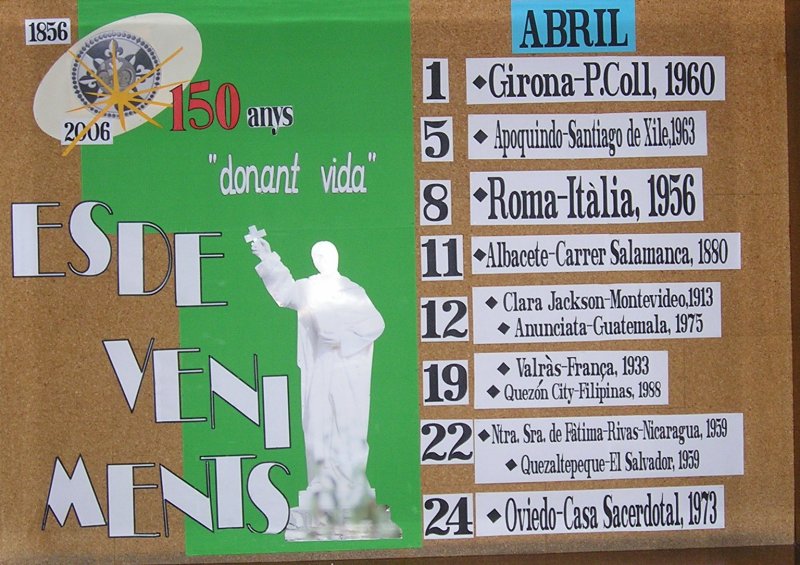 1856
2006
150 anys
"donant vida"
ESDE
VENI
MENTS
ABRIL
1 ◆Girona-P.Coll, 1960
5 ◆Apoquindo-Santiago de Xile,1963
8 ◆Roma-Itàlia, 1956
11 ◆Albacete-Carrer Salamanca, 1880
12 ◆Clara Jackson-Montevideo,1913
◆Anunciata-Guatemala, 1975
19 ◆Valràs-França, 1933
◆Quezón City-Filipinas, 1988
22 ◆Ntra. Sra. de Fàtima-Rivas-Nicaragua, 1959
◆Quezaltepeque-El Salvador, 1959
24 ◆Oviedo-Casa Sacerdotal, 1973